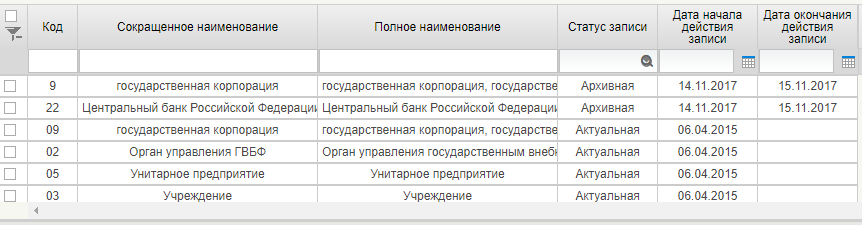 Код Сокращенное наименование Полное наименование Статус записи Дата начала действия записи Дата окончания действия записи
9 государственная корпорация государственная корпорация, государстве Архивная 14.11.2017 15.11.2017
22 Центральный банк Российской Федерации Центральный банк Российской Федерации Архивная 14.11.2017 15.11.2017
09 государственная корпорация государственная корпорация, государстве Актуальная 06.04.2015
02 Орган управления ГВБФ Орган управления государственным внебн Актуальная 06.04.2015
05 Унитарное предприятие Унитарное предприятие Актуальная 06.04.2015
03 Учреждение Учреждение Актуальная 06.04.2015